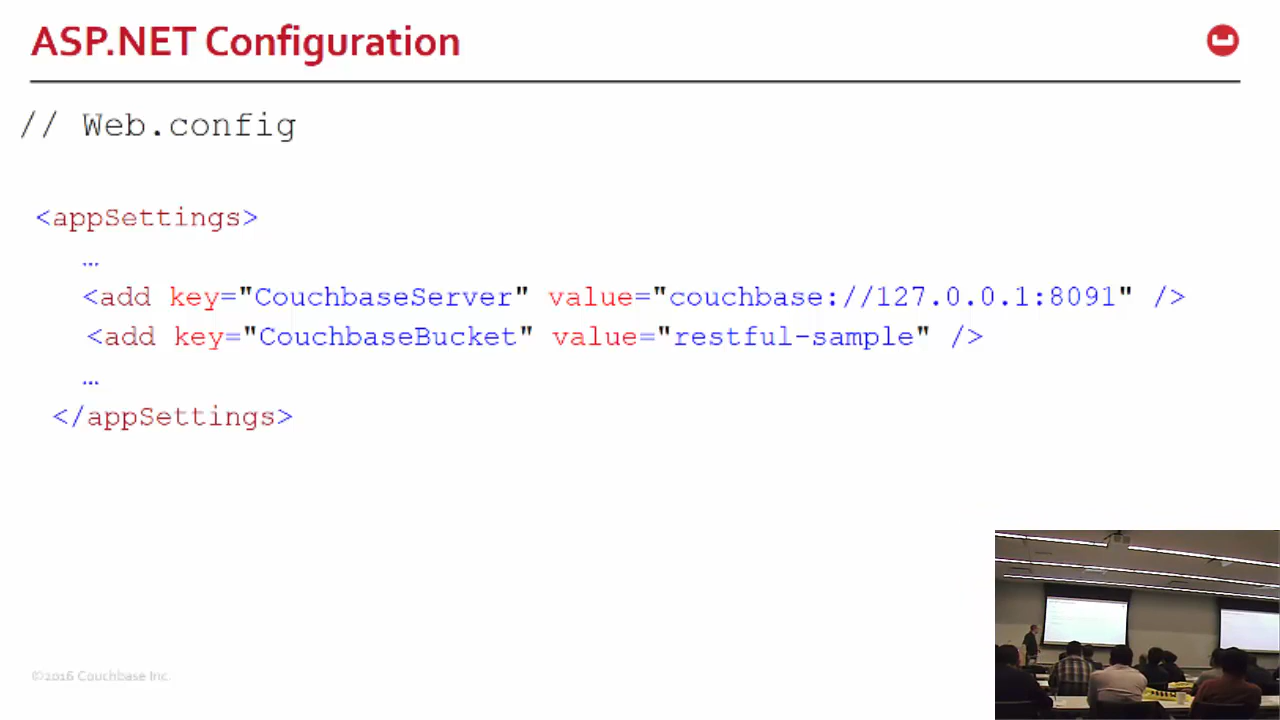 ASP.NET Configuration
// Web.config
<appSettings>
…
<add key="CouchbaseServer" value="couchbase://127.0.0.1:8091" />
<add key="CouchbaseBucket" value="restful-sample" />
…
</appSettings>
©2016 Couchbase Inc.